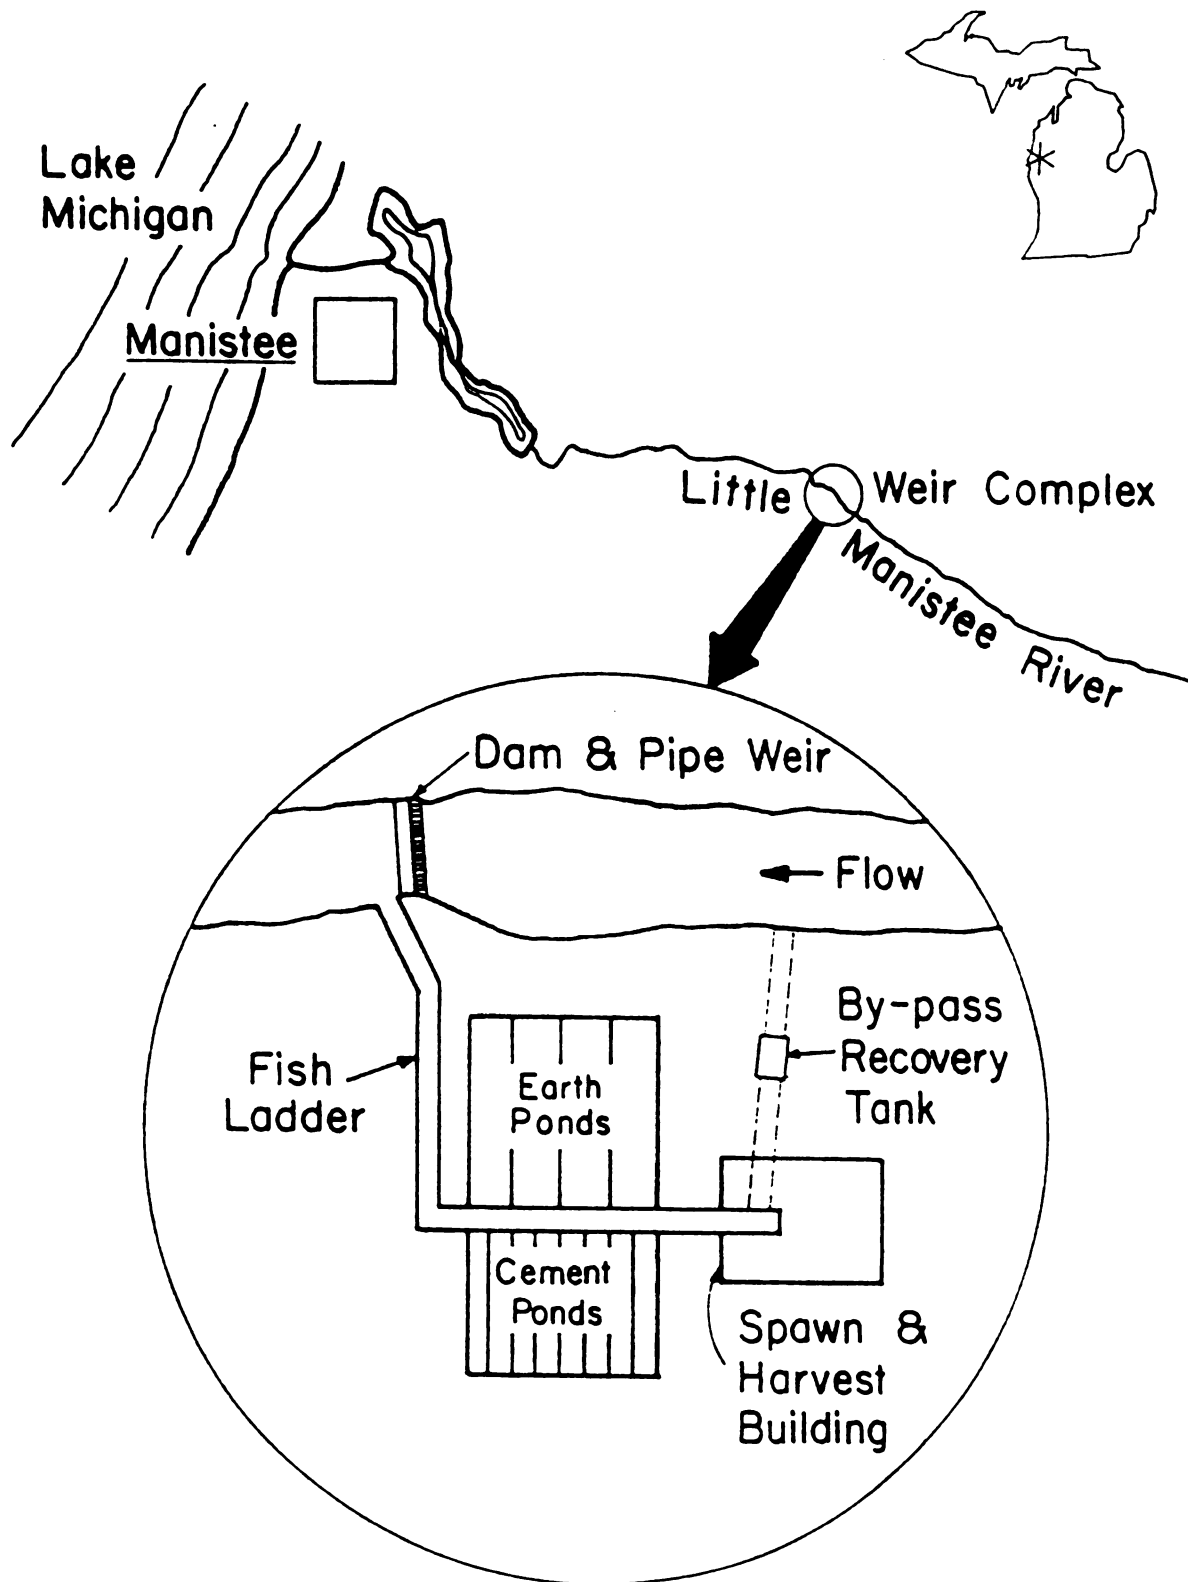 Lake
Michigan
Manistee
Little
Weir Complex
Manistee River
Dam & Pipe Weir
Flow
By-pass
Recovery
Tank
Fish
Ladder
Earth
Ponds
Cement
Ponds
Spawn &
Harvest
Building